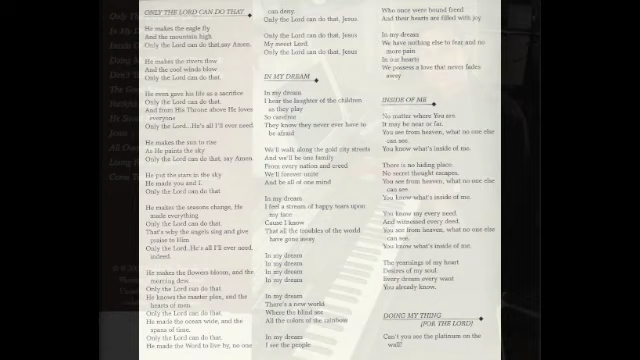 ONLY THE LORD CAN DO THAT
He makes the eagle fly
And the mountain high
Only the Lord can do that, say Amen.
He makes the rivers flow
And the cool winds blow
Only the Lord can do that.
He even gave his life as a sacrifice
Only the Lord can do that.
And from His Throne above He loves
everyone
Only the Lord...He's all I'll ever need.
He makes the sun to rise
As He paints the sky
Only the Lord can do that, say Amen.
He put the stars in the sky
He made you and I.
Only the Lord can do that
He makes the seasons change, He
made everything.
Only the Lord can do that.
That's why the angels sing and give
praise to Him
Only the Lord..He's all I'll ever need,
indeed.
He makes the flowers bloom, and the
morning dew.
Only the Lord can do that.
He knows the master plan, and the
hearts of man.
Only the Lord can do that.
He made the ocean wide, and the
spans of time.
Only the Lord can do that.
He made the Word to live by, no one
can deny.
Only the Lord can do that, Jesus
Only the Lord can do that, Jesus
My sweet Lord.
Only the Lord can do that, Jesus
IN MY DREAM
In my dream
I hear the laughter of the children
as they play
So carefree
They know they never ever have to
be afraid
We'll walk along the gold city streets
And we'll be one family
From every nation and creed
We'll forever unite
And be all of one mind
In my dream
I feel a stream of happy tears upon
my face
Cause I know
That all the troubles of the world
have gone away
In my dream
In my dream
In my dream
In my dream
In my dream
There's a new world
Where the blind see
All the colors of the rainbow
In my dream
I see the people
Who once were bound freed
And their hearts are filled with joy
In my dream
We have nothing else to fear and no
more pain
In our hearts
We possess a love that never fades
away
INSIDE OF ME
No matter where You are.
It may be near or far.
You see from heaven, what no one else
can see.
You know what's inside of me.
There is no hiding place.
No secret thought escapes.
You see from heaven, what no one else
can see.
You know what's inside of me.
You know my every need.
And witnessed every deed.
You see from heaven, what no one else
can see.
You know what's inside of me.
The yearnings of my heart
Desires of my soul.
Every dream every want
You already know.
DOING MY THING
(FOR THE LORD)
Can't you see the platinum on the
wall?